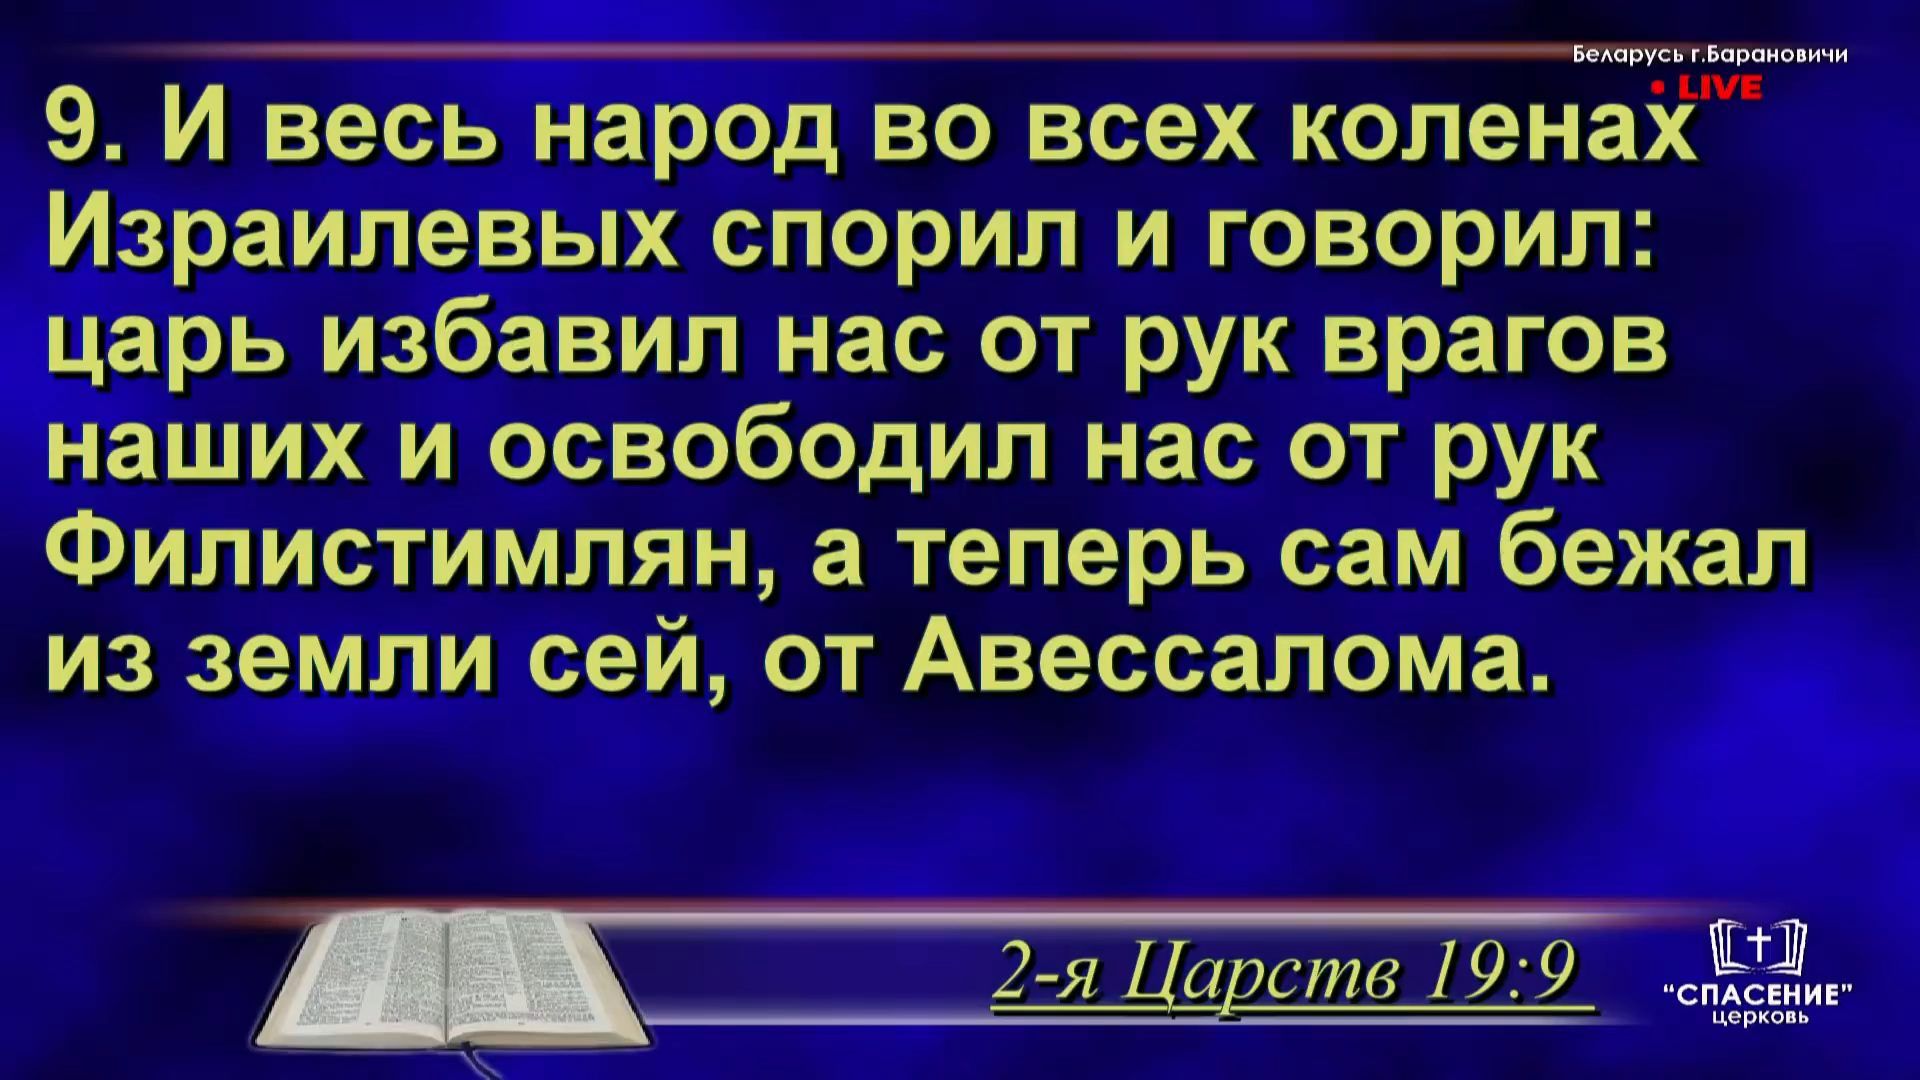 Беларусь г.Барановичи
• LIVE
9. И весь народ во всех коленах
Израилевых спорил и говорил:
царь избавил нас от рук врагов
наших и освободил нас от рук
Филистимлян, а теперь сам бежал
из земли сей, от Авессалома.
2-я Царств 19:9
“СПАСЕНИЕ”
церковь